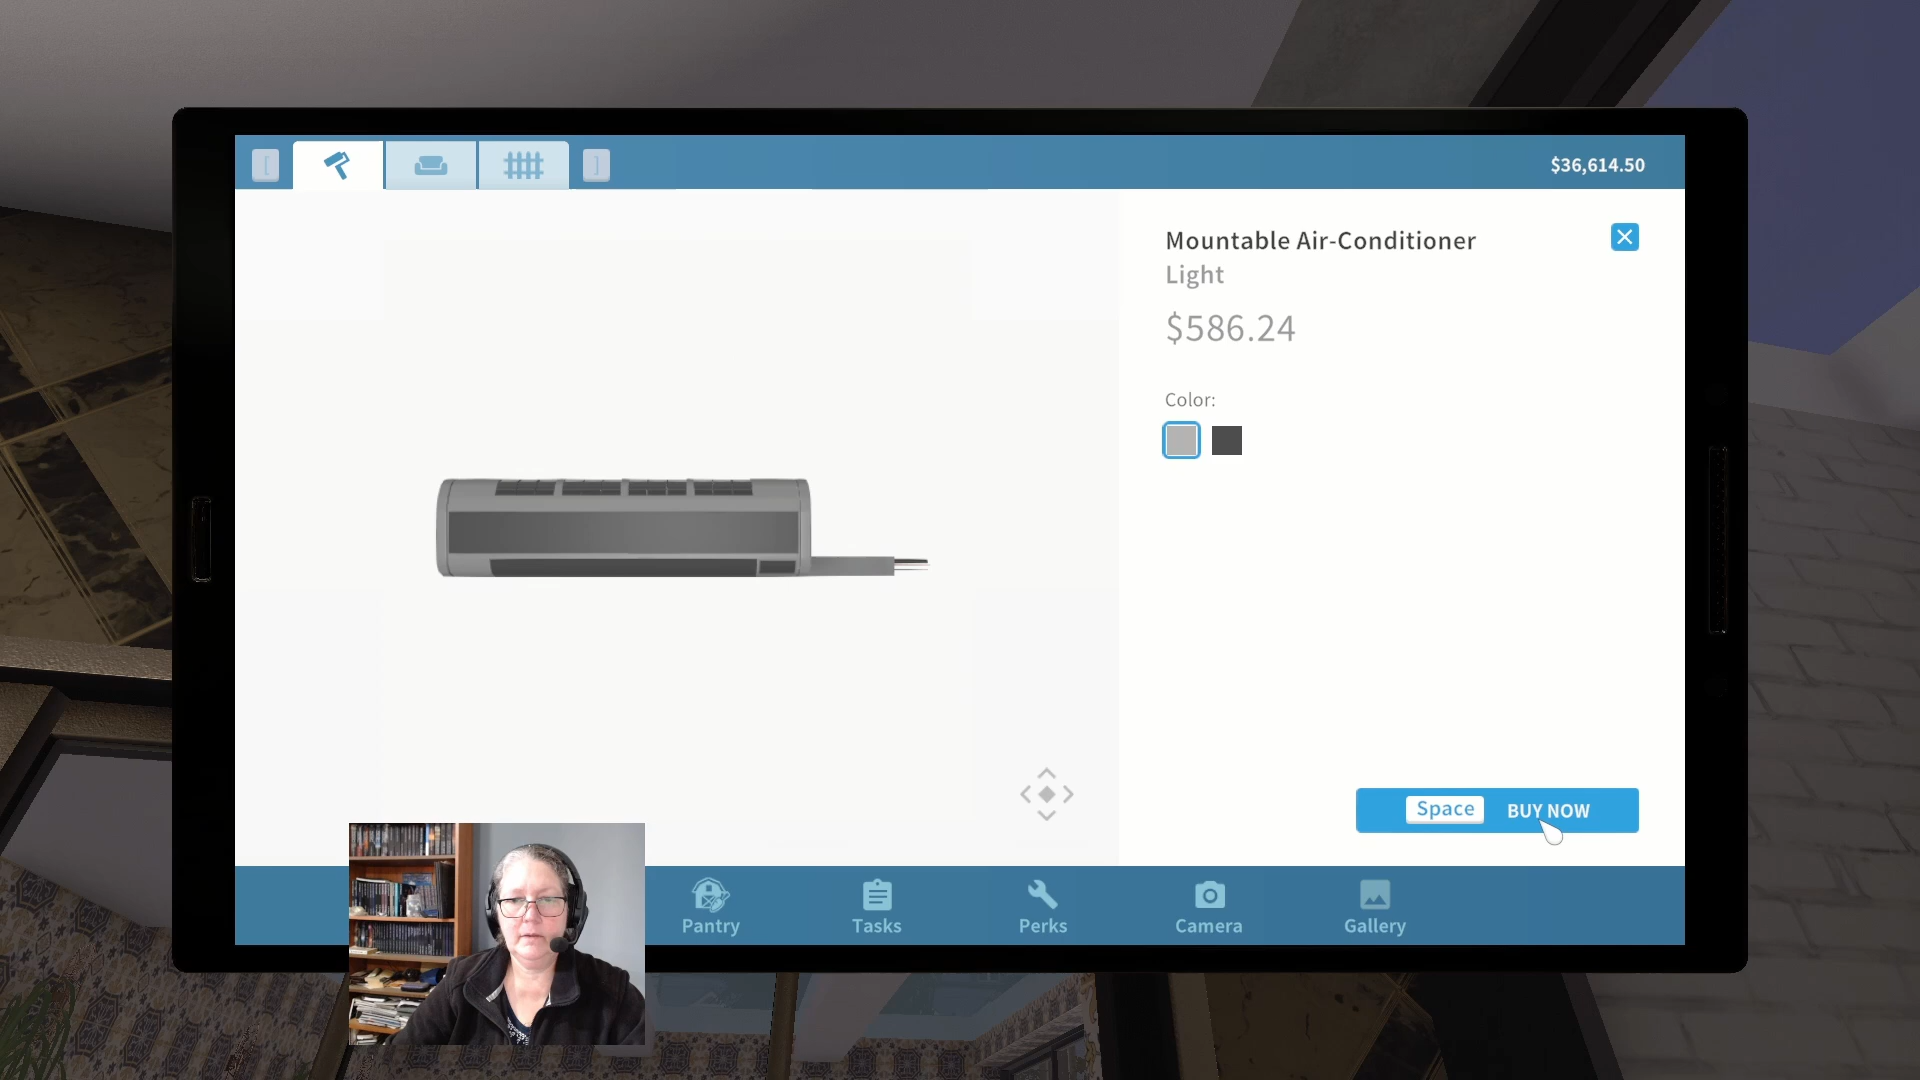 [
]
$36,614.50
Mountable Air-Conditioner
Light
$586.24
Color:
Space BUY NOW
Pantry
Tasks
Perks
Camera
Gallery